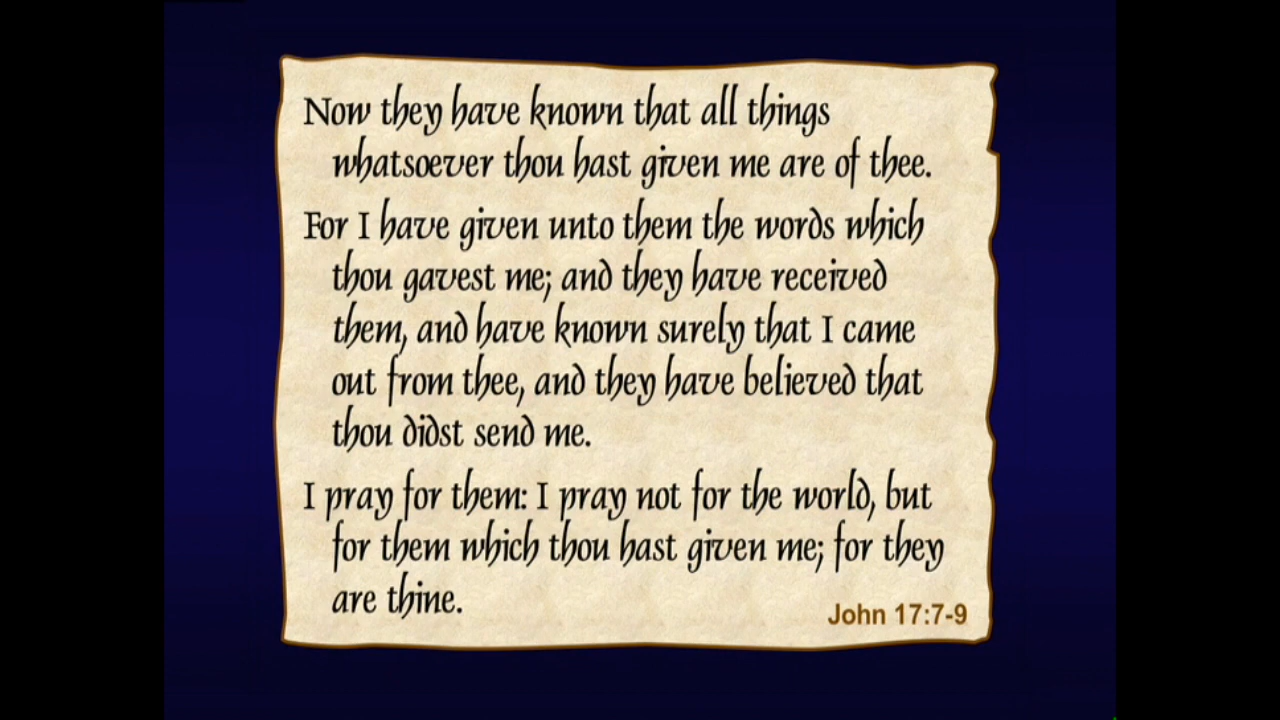 Now they have known that all things
whatsoever thou hast given me are of thee.
For I have given unto them the words which
thou gavest me; and they have received
them, and have known surely that I came
out from thee, and they have believed that
thou didst send me.
I pray for them: I pray not for the world, but
for them which thou hast given me; for they
are thine.
John 17:7-9